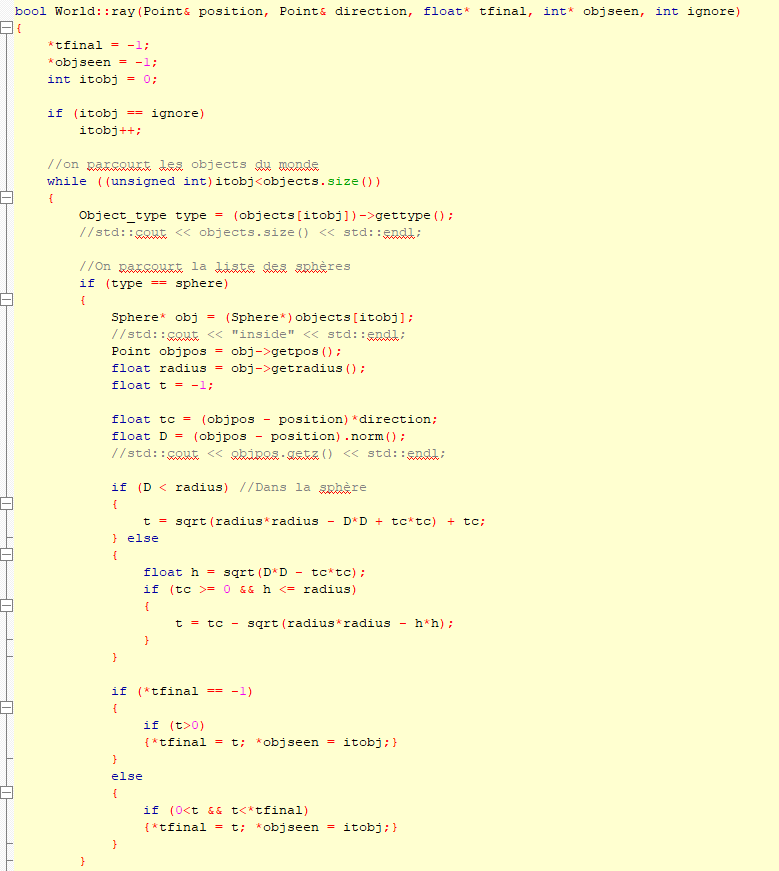 bool World::ray(Point& position, Point& direction, float* tfinal, int* objseen, int ignore)
{
    *tfinal = -1;
    *objseen = -1;
    int itobj = 0;

    if (itobj == ignore)
        itobj++;

    //on parcourt les objects du monde
    while ((unsigned int)itobj<objects.size())
    {
        Object_type type = (objects[itobj])->gettype();
        //std::cout << objects.size() << std::endl;

        //On parcourt la liste des sphères
        if (type == sphere)
        {
            Sphere* obj = (Sphere*)objects[itobj];
            //std::cout << "inside" << std::endl;
            Point objpos = obj->getpos();
            float radius = obj->getradius();
            float t = -1;

            float tc = (objpos - position)*direction;
            float D = (objpos - position).norm();
            //std::cout << objpos.getz() << std::endl;

            if (D < radius) //Dans la sphère
            {
                t = sqrt(radius*radius - D*D + tc*tc) + tc;
            } else
            {
                float h = sqrt(D*D - tc*tc);
                if (tc >= 0 && h <= radius)
                {
                    t = tc - sqrt(radius*radius - h*h);
                }
            }

            if (*tfinal == -1)
            {
                if (t>0)
                {*tfinal = t; *objseen = itobj;}
            }
            else
            {
                if (0<t && t<*tfinal)
                {*tfinal = t; *objseen = itobj;}
            }
        }